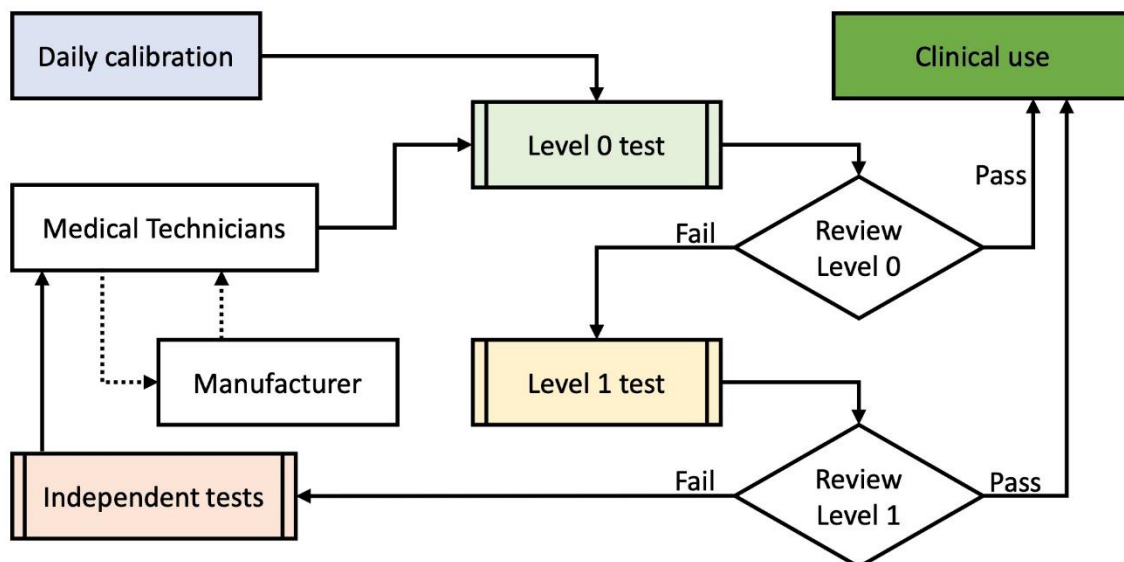 Daily calibration
Clinical use
Level 0 test
Pass
Medical Technicians
Fail
Review
Level 0
Manufacturer
Level 1 test
Independent tests
Fail
Review
Level 1
Pass